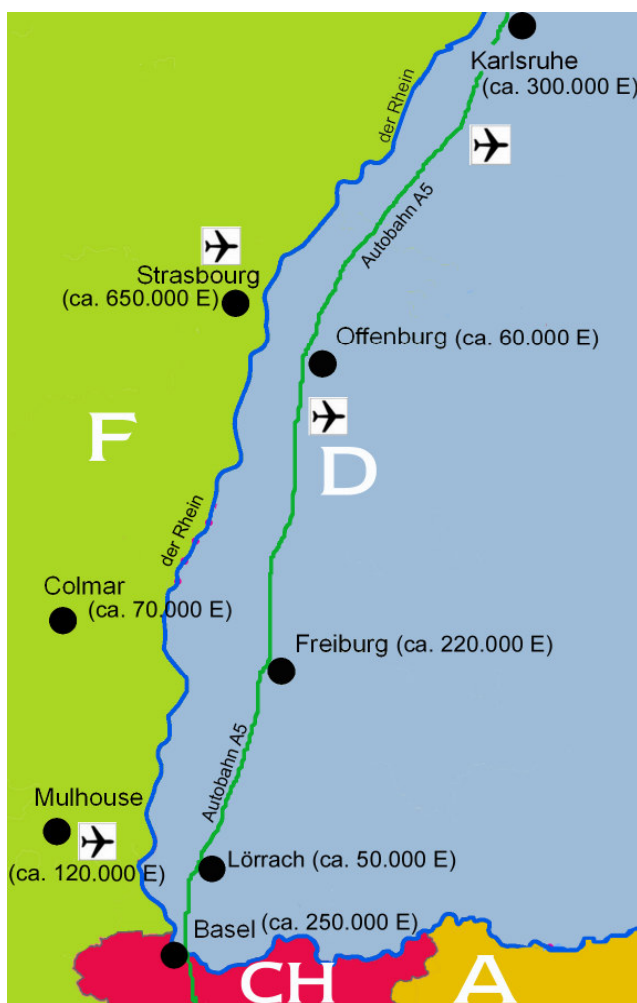 Karlsruhe
(ca. 300.000 E)
der Rhein
Autobahn A5
Strasbourg
(ca. 650.000 E)
Offenburg (ca. 60.000 E)
F
D
der Rhein
Colmar
(ca. 70.000 E)
Freiburg (ca. 220.000 E)
Autobahn A5
Mulhouse
(ca. 120.000 E)
Lörrach (ca. 50.000 E)
Basel (ca. 250.000 E)
CH
A